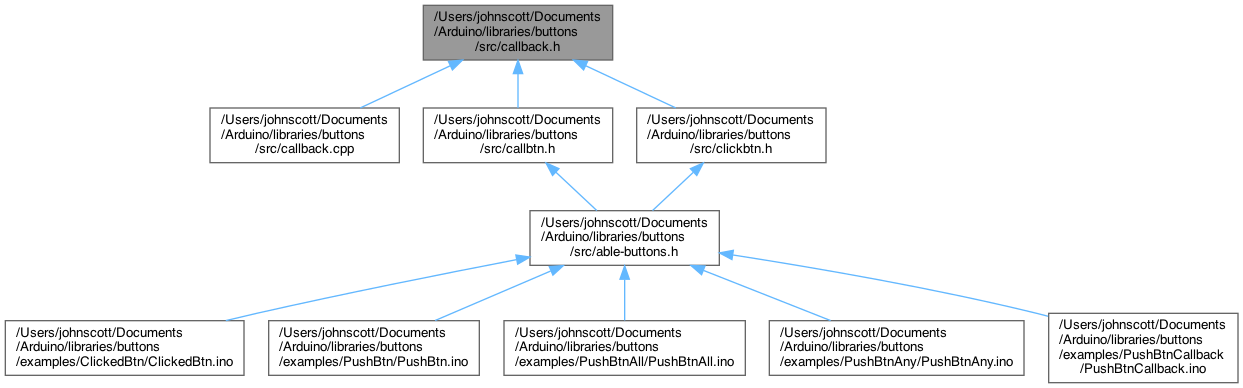 /Users/johnscott/Documents
/Arduino/libraries/buttons
/src/callback.h
/Users/johnscott/Documents
/Arduino/libraries/buttons
/src/callback.cpp
/Users/johnscott/Documents
/Arduino/libraries/buttons
/src/callbtn.h
/Users/johnscott/Documents
/Arduino/libraries/buttons
/src/clickbtn.h
/Users/johnscott/Documents
/Arduino/libraries/buttons
/src/able-buttons.h
/Users/johnscott/Documents
/Arduino/libraries/buttons
/examples/ClickedBtn/ClickedBtn.ino
/Users/johnscott/Documents
/Arduino/libraries/buttons
/examples/PushBtn/PushBtn.ino
/Users/johnscott/Documents
/Arduino/libraries/buttons
/examples/PushBtnAll/PushBtnAll.ino
/Users/johnscott/Documents
/Arduino/libraries/buttons
/examples/PushBtnAny/PushBtnAny.ino
/Users/johnscott/Documents
/Arduino/libraries/buttons
/examples/PushBtnCallback
/PushBtnCallback.ino